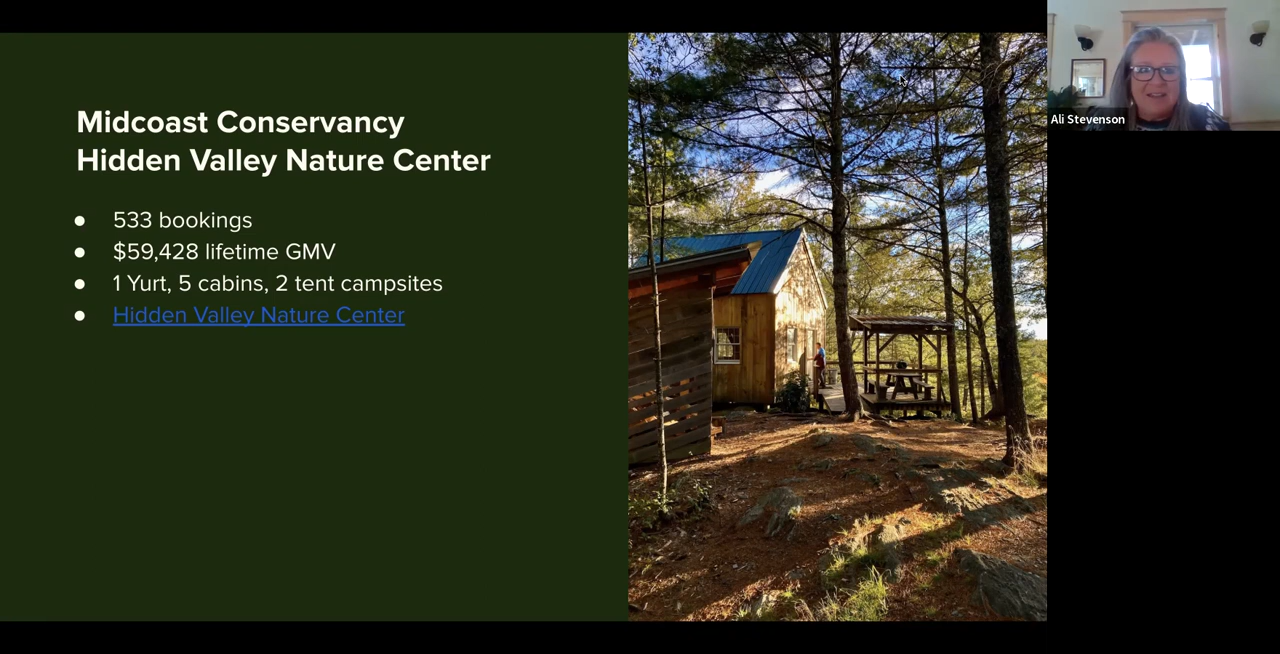 Midcoast Conservancy
Hidden Valley Nature Center
● 533 bookings
● $59,428 lifetime GMV
● 1 Yurt, 5 cabins, 2 tent campsites
● Hidden Valley Nature Center
Ali Stevenson